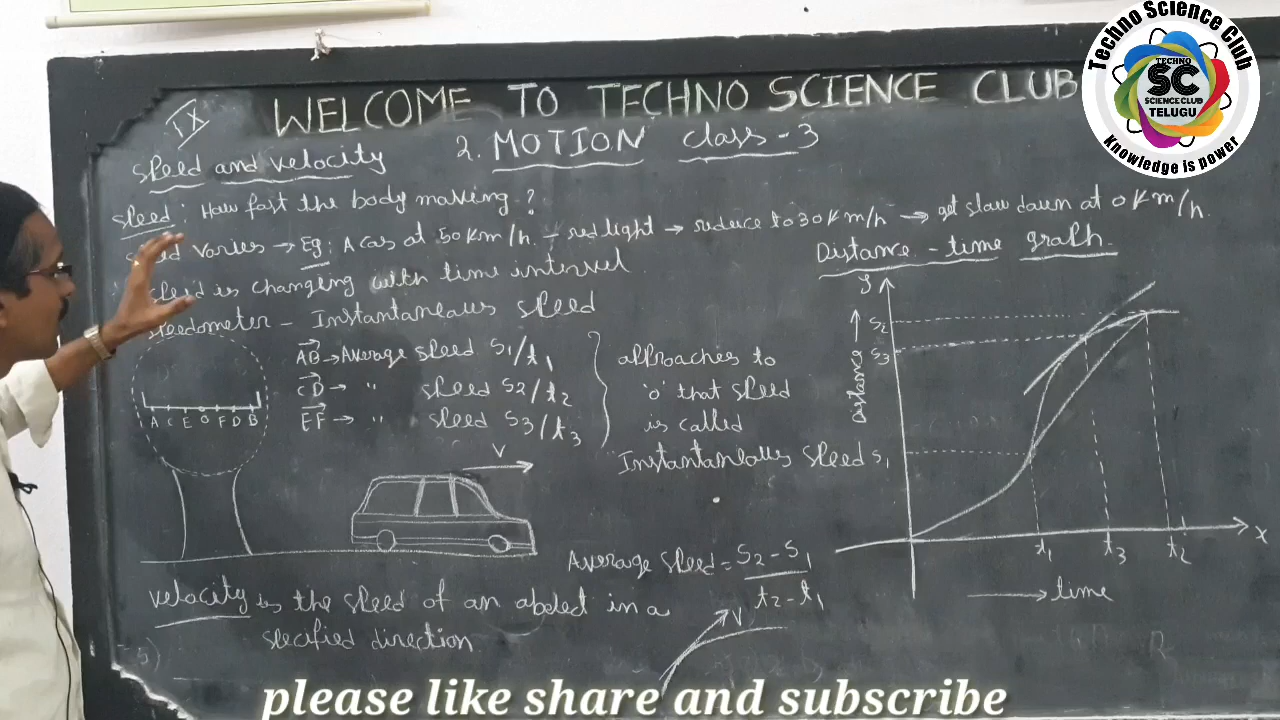 Techno Science Club
TECHNO
SC
SCIENCE CLUB
TELUGU
Knowledge is power
IX
WELCOME TO TECHNO SCIENCE CLUB
2. MOTION class-3
speed and velocity
speed: How fast the body making ?
varies → Eg: A car at 50 Km/h. red light → reduce to 30 Km/h → get slow down at 0 Km/h.
speed is changing with time interval
speedometer - Instantaneous speed
AB → Average speed S1/t1
CD → " speed S2/t2
EF → " speed S3/t3
approaches to
'0' that speed
is called
Instantaneous speed
A C E O F D B
V
Average speed = S2 - S1 / t2 - t1
velocity is the speed of an object in a
specified direction
V
Distance - time graph
y
S2
S3
S1
Distance →
t1 t3 t2 x
→ time
please like share and subscribe